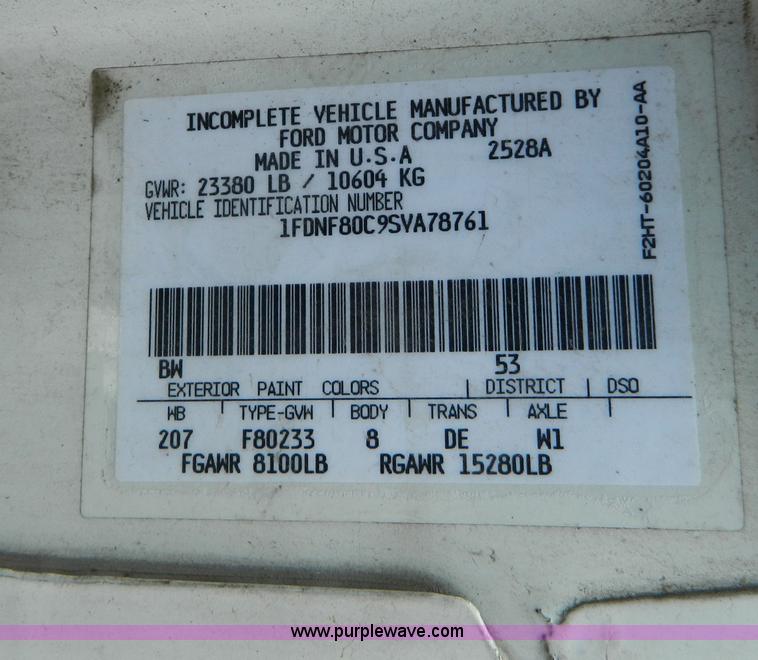 INCOMPLETE VEHICLE MANUFACTURED BY
FORD MOTOR COMPANY
MADE IN U.S.A 2528A
GVWR: 23380 LB / 10604 KG
VEHICLE IDENTIFICATION NUMBER
1FDNF80C9SVA78761
F2HT-60204A10-AA
BW 53
EXTERIOR PAINT COLORS DISTRICT DSO
WB TYPE-GVW BODY TRANS AXLE
207 F80233 8 DE W1
FGAWR 8100LB RGAWR 15280LB
www.purplewave.com